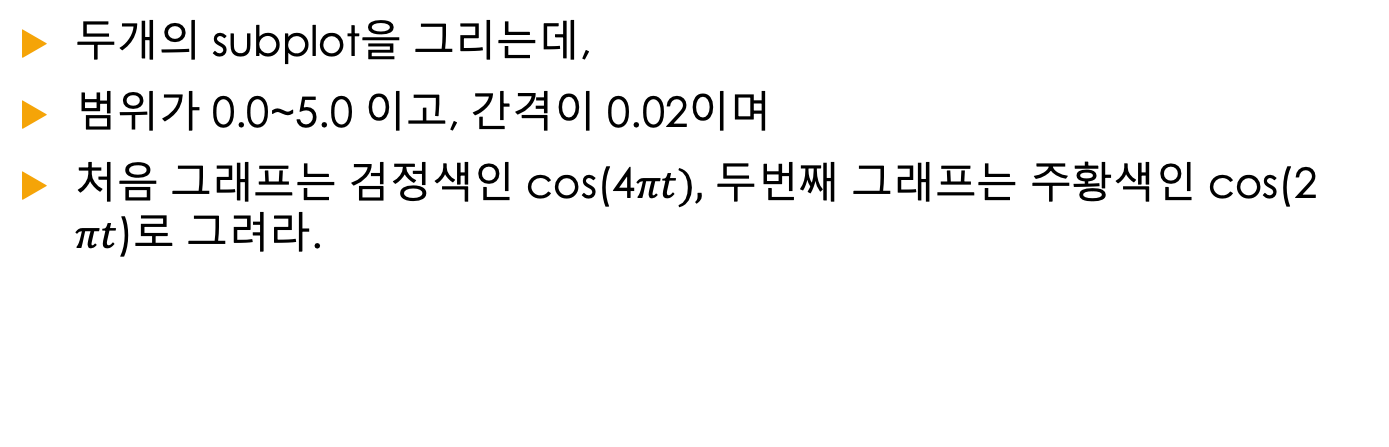 ▶ 두개의 subplot을 그리는데,
▶ 범위가 0.0~5.0 이고, 간격이 0.02이며
▶ 처음 그래프는 검정색인 cos(4𝜋𝑡), 두번째 그래프는 주황색인 cos(2
𝜋𝑡)로 그려라.